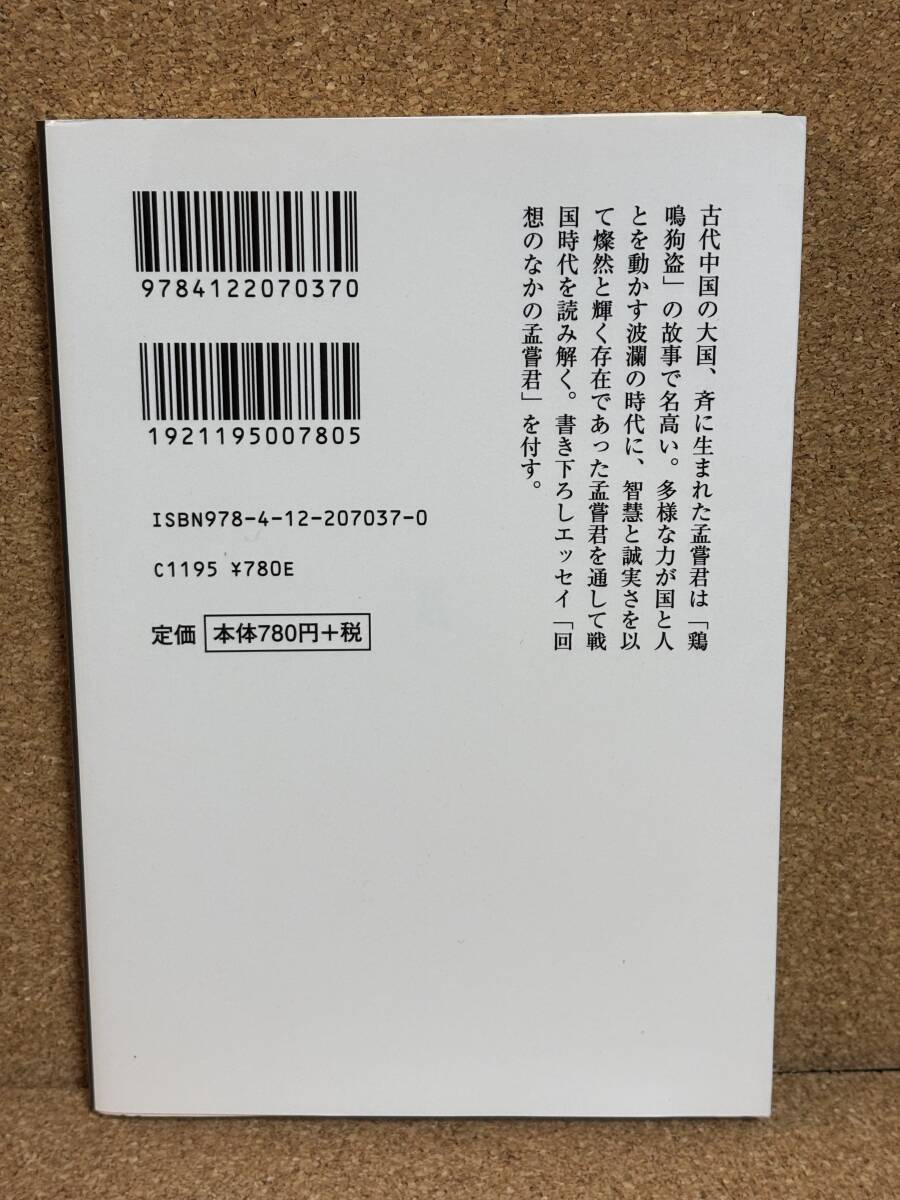 古代中国の大国、斉に生まれた孟嘗君は「鶏
鳴狗盗」の故事で名高い。多様な力が国と人
とを動かす波瀾の時代に、智慧と誠実さを以
て燦然と輝く存在であった孟嘗君を通して戦
国時代を読み解く。書き下ろしエッセイ「回
想のなかの孟嘗君」を付す。
9784122070370
1921195007805
ISBN978-4-12-207037-0
C1195 ¥780E
定価 本体780円+税